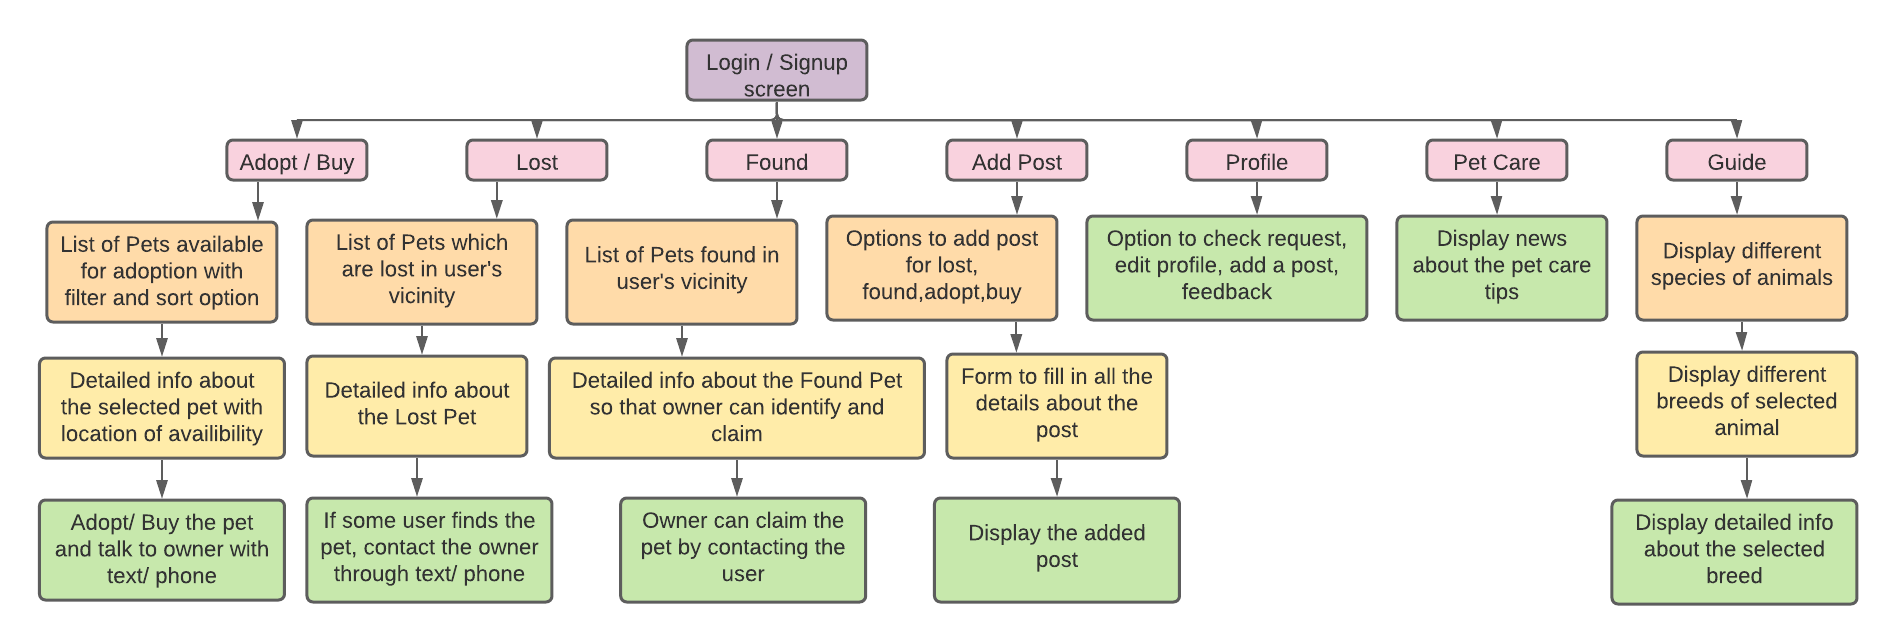 Login / Signup
screen
Adopt / Buy
Lost
Found
Add Post
Profile
Pet Care
Guide
List of Pets available
for adoption with
filter and sort option
List of Pets which
are lost in user's
vicinity
List of Pets found in
user's vicinity
Options to add post
for lost,
found,adopt,buy
Option to check request,
edit profile, add a post,
feedback
Display news
about the pet care
tips
Display different
species of animals
Detailed info about
the selected pet with
location of availibility
Detailed info about
the Lost Pet
Detailed info about the Found Pet
so that owner can identify and
claim
Form to fill in all the
details about the
post
Display different
breeds of selected
animal
Adopt/ Buy the pet
and talk to owner with
text/ phone
If some user finds the
pet, contact the owner
through text/ phone
Owner can claim the
pet by contacting the
user
Display the added
post
Display detailed info
about the selected
breed